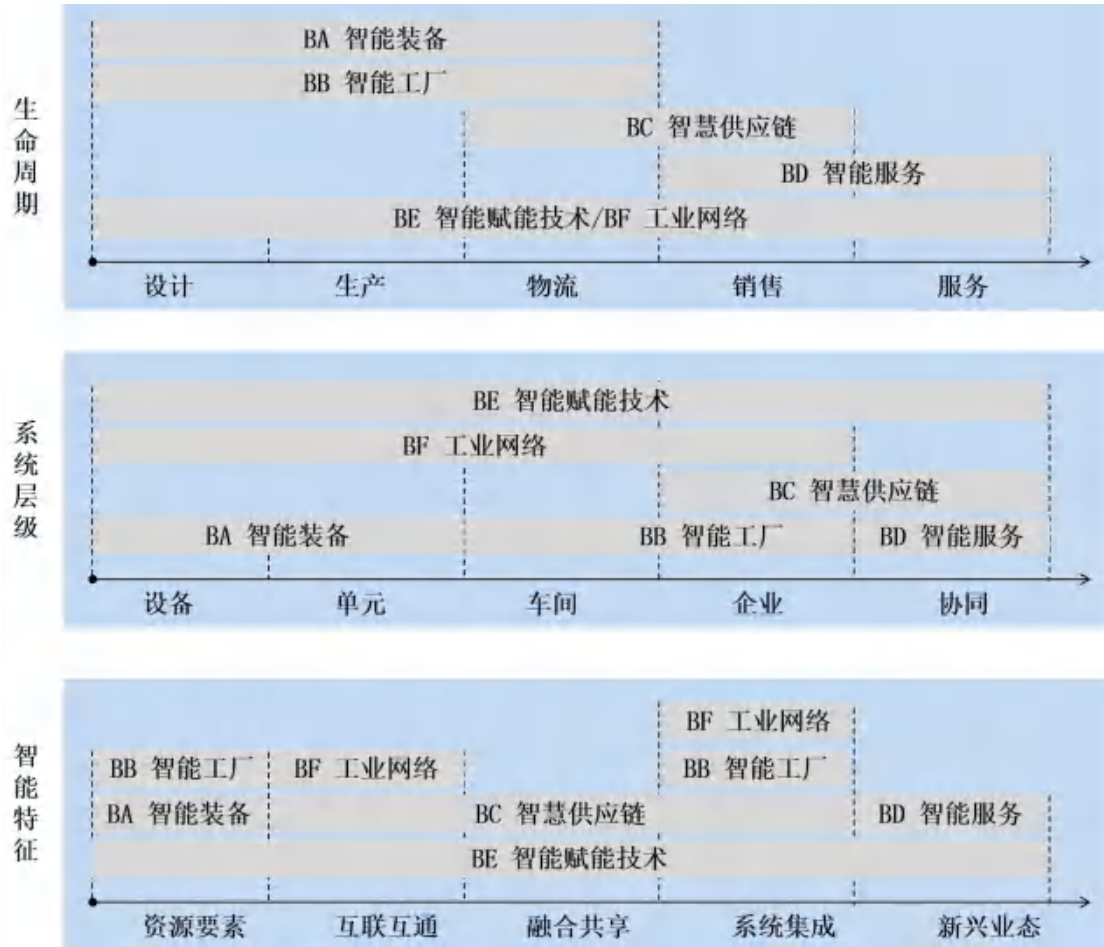 生命周期
BA 智能装备
BB 智能工厂
BC 智慧供应链
BD 智能服务
BE 智能赋能技术/BF 工业网络
设计 生产 物流 销售 服务
系统层级
BE 智能赋能技术
BF 工业网络
BC 智慧供应链
BA 智能装备 BB 智能工厂 BD 智能服务
设备 单元 车间 企业 协同
智能特征
BF 工业网络
BB 智能工厂 BF 工业网络 BB 智能工厂
BA 智能装备 BC 智慧供应链 BD 智能服务
BE 智能赋能技术
资源要素 互联互通 融合共享 系统集成 新兴业态